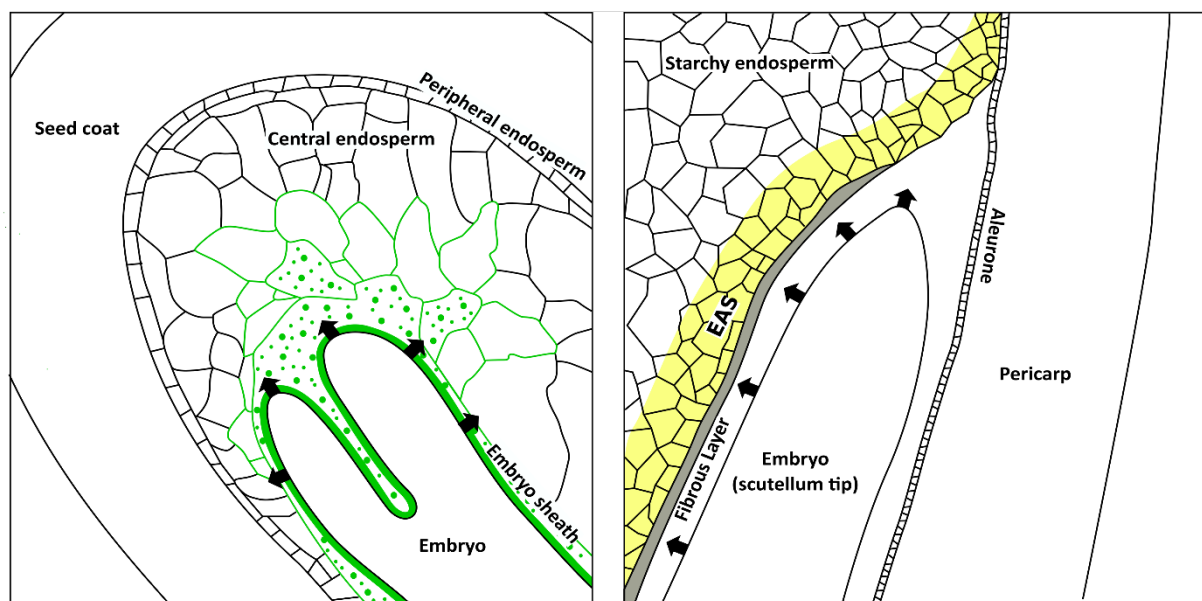 Seed coat
Peripheral endosperm
Central endosperm
Embryo sheath
Embryo
Starchy endosperm
EAS
Aleurone
Fibrous Layer
Embryo
(scutellum tip)
Pericarp